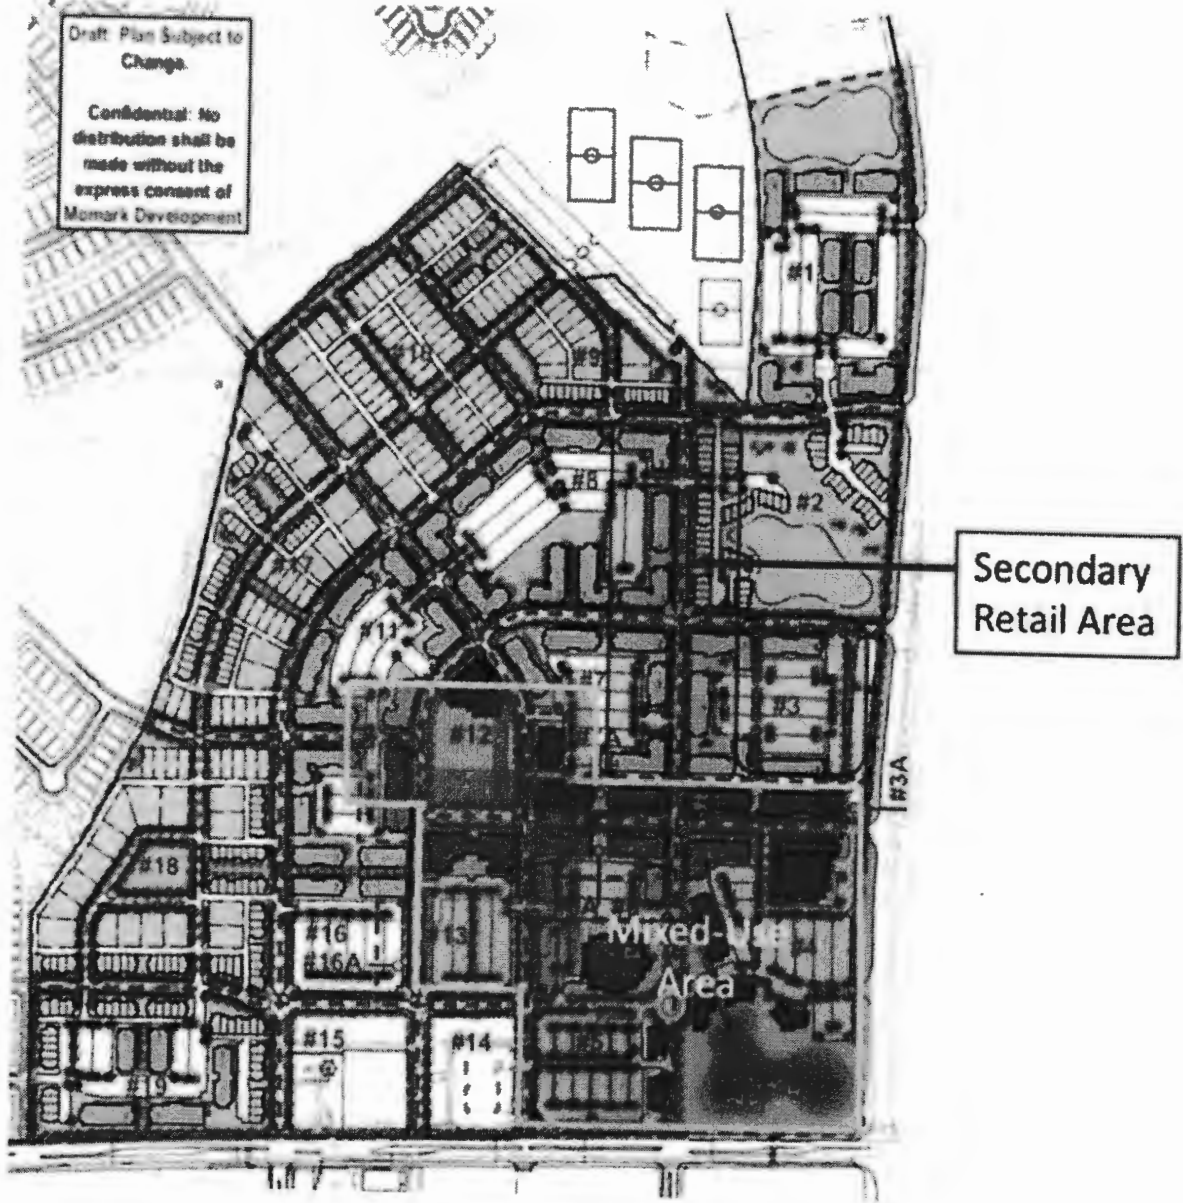 Draft: Plan Subject to
Change.
Confidential: No
distribution shall be
made without the
express consent of
Momark Development
#1
#10
#9
#8
#2
Secondary
Retail Area
#11
#7
#3
#12
#3A
#18
#16
#16A
#13
Mixed-Use
Area
#15
#14
#5
#19